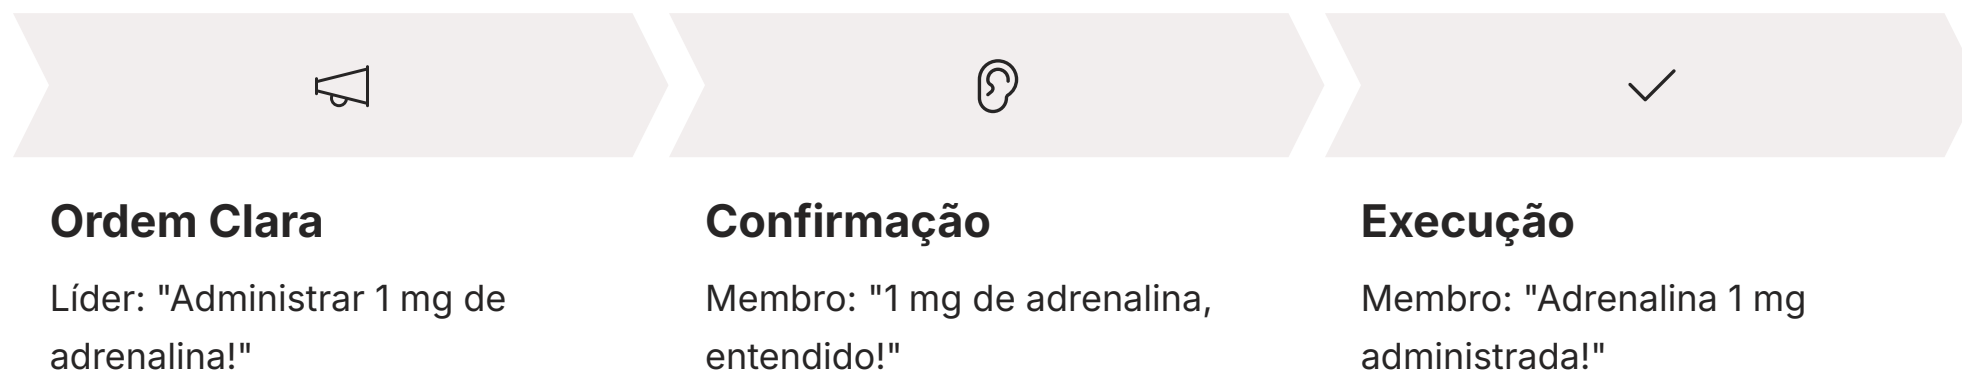 Ordem Clara
Líder: "Administrar 1 mg de
adrenalina!"
Confirmação
Membro: "1 mg de adrenalina,
entendido!"
Execução
Membro: "Adrenalina 1 mg
administrada!"